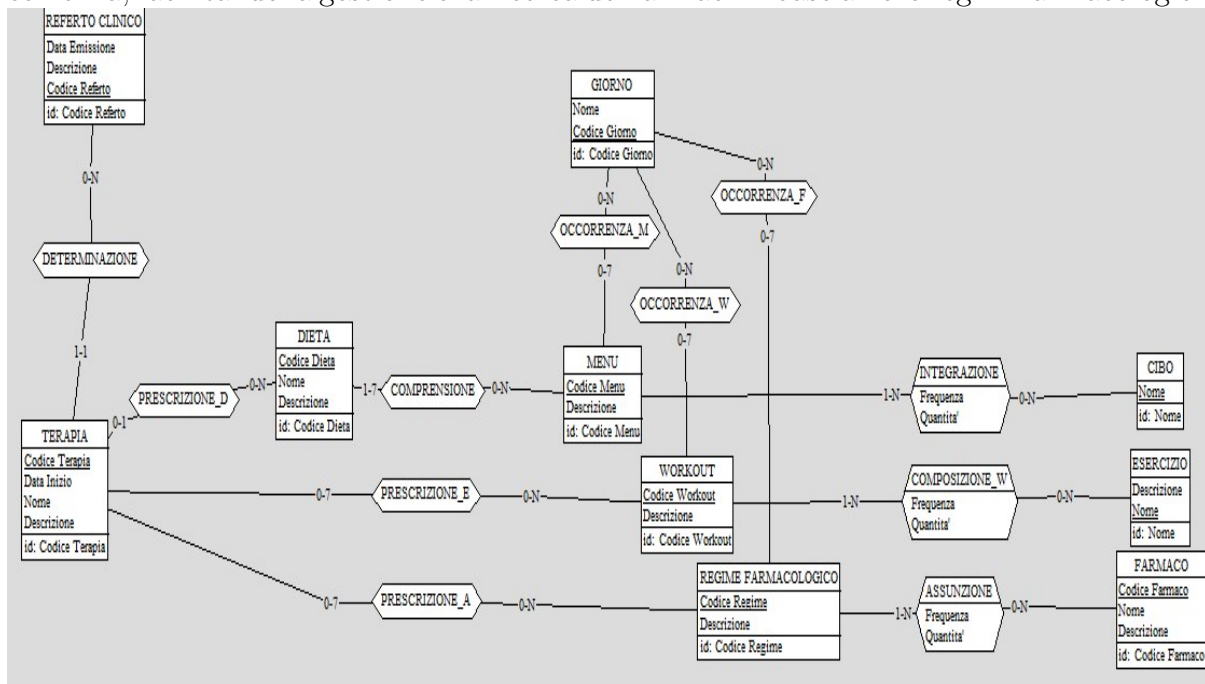 REFERTO CLINICO
Data Emissione
Descrizione
Codice Referto
id: Codice Referto
0-N
DETERMINAZIONE
1-1
GIORNO
Nome
Codice Giorno
id: Codice Giorno
0-N
OCCORRENZA_F
0-7
0-N
OCCORRENZA_M
0-7
0-N
OCCORRENZA_W
0-7
TERAPIA
Codice Terapia
Data Inizio
Nome
Descrizione
id: Codice Terapia
0-1
PRESCRIZIONE_D
0-N
DIETA
Codice Dieta
Nome
Descrizione
id: Codice Dieta
1-7
COMPRENSIONE
0-N
MENU
Codice Menu
Descrizione
id: Codice Menu
1-N
INTEGRAZIONE
Frequenza
Quantita'
0-N
CIBO
Nome
id: Nome
0-7
PRESCRIZIONE_E
0-N
WORKOUT
Codice Workout
Descrizione
id: Codice Workout
1-N
COMPOSIZIONE_W
Frequenza
Quantita'
0-N
ESERCIZIO
Descrizione
Nome
id: Nome
0-7
PRESCRIZIONE_A
0-N
REGIME FARMACOLOGICO
Codice Regime
Descrizione
id: Codice Regime
1-N
ASSUNZIONE
Frequenza
Quantita'
0-N
FARMACO
Codice Farmaco
Nome
Descrizione
id: Codice Farmaco